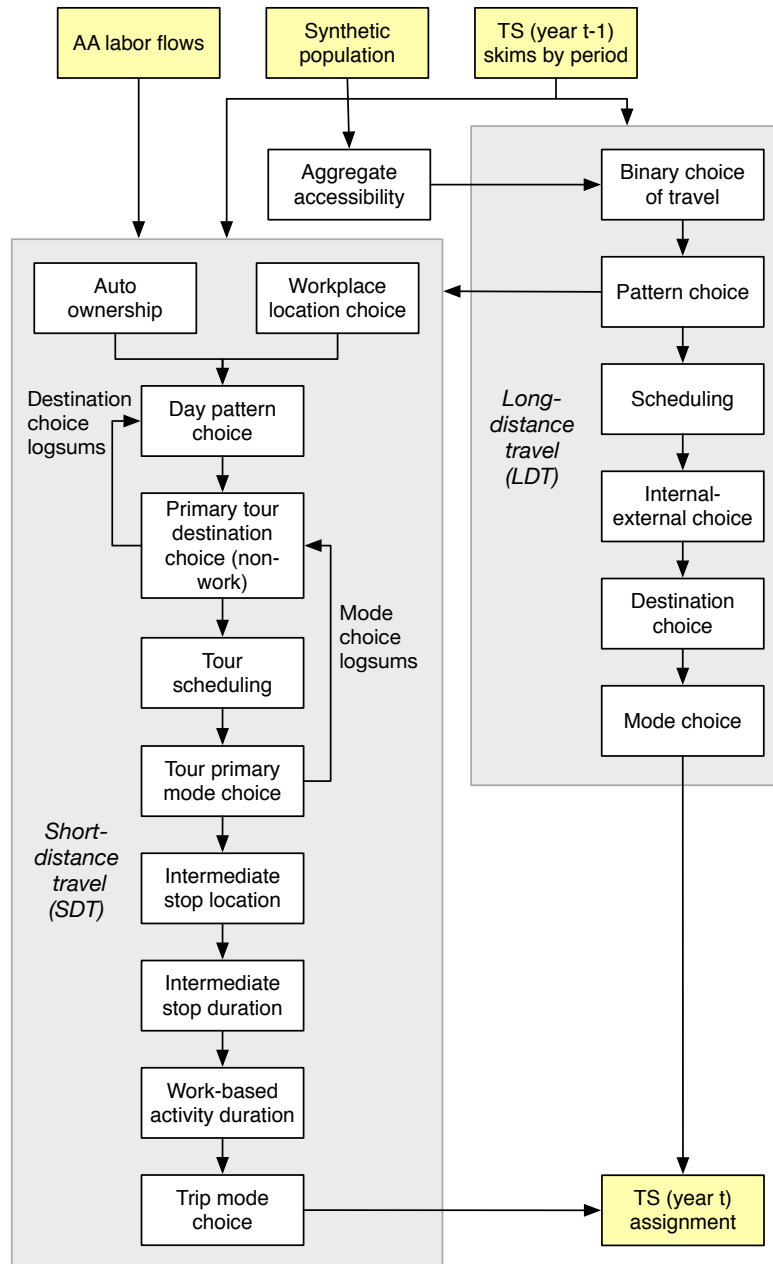 AA labor flows
Synthetic
population
TS (year t-1)
skims by period
Aggregate
accessibility
Binary choice
of travel
Auto
ownership
Workplace
location choice
Pattern choice
Destination
choice
logsums
Day pattern
choice
Long-
distance
travel
(LDT)
Scheduling
Primary tour
destination
choice (non-
work)
Internal-
external choice
Mode
choice
logsums
Destination
choice
Tour
scheduling
Mode choice
Tour primary
mode choice
Short-
distance
travel
(SDT)
Intermediate
stop location
Intermediate
stop duration
Work-based
activity duration
Trip mode
choice
TS (year t)
assignment